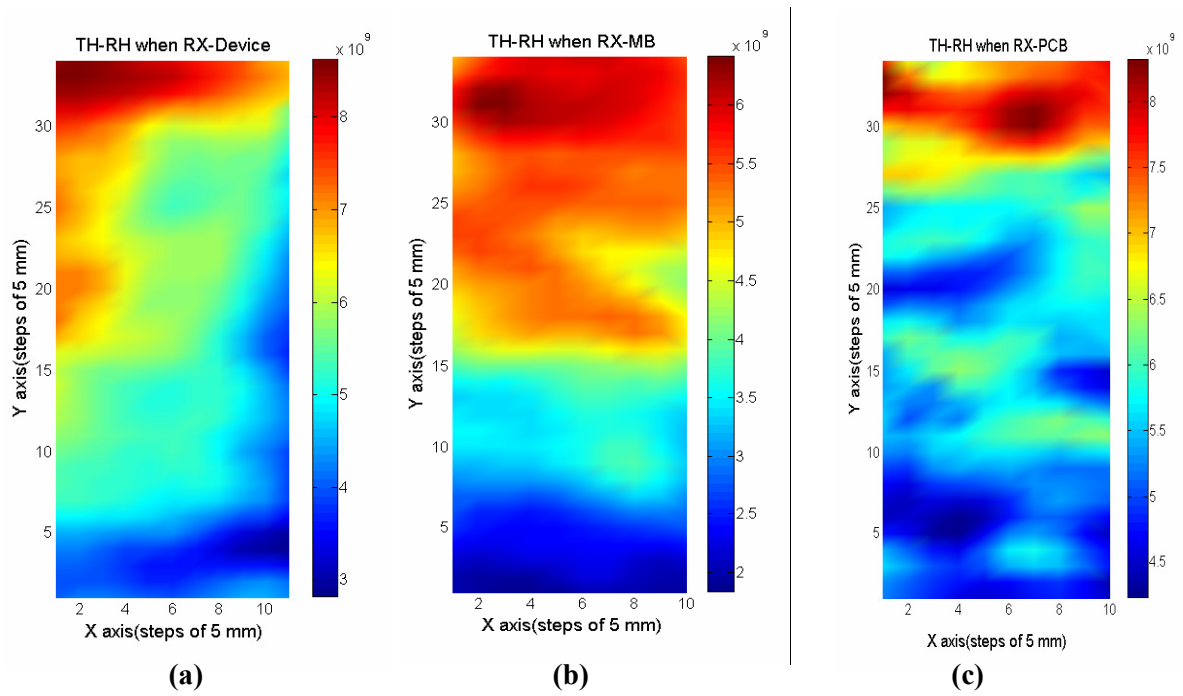 TH-RH when RX-Device
x 10^9
30
25
20
15
10
5
2 4 6 8 10
8
7
6
5
4
3
Y axis(steps of 5 mm)
X axis(steps of 5 mm)
(a)
TH-RH when RX-MB
x 10^9
30
25
20
15
10
5
2 4 6 8 10
6
5.5
5
4.5
4
3.5
3
2.5
2
Y axis(steps of 5 mm)
X axis(steps of 5 mm)
(b)
TH-RH when RX-PCB
x 10^9
30
25
20
15
10
5
2 4 6 8 10
8
7.5
7
6.5
6
5.5
5
4.5
Y axis(steps of 5 mm)
X axis(steps of 5 mm)
(c)